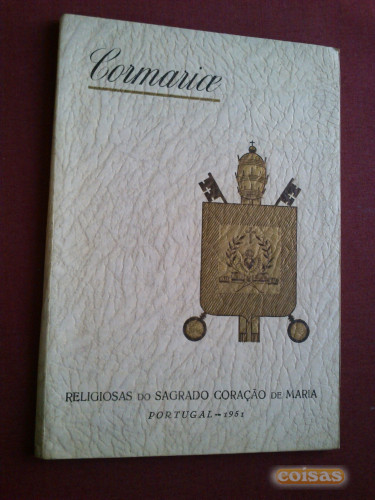 Cormariæ
RELIGIOSAS DO SAGRADO CORAÇÃO DE MARIA
PORTUGAL — 1951
coisas